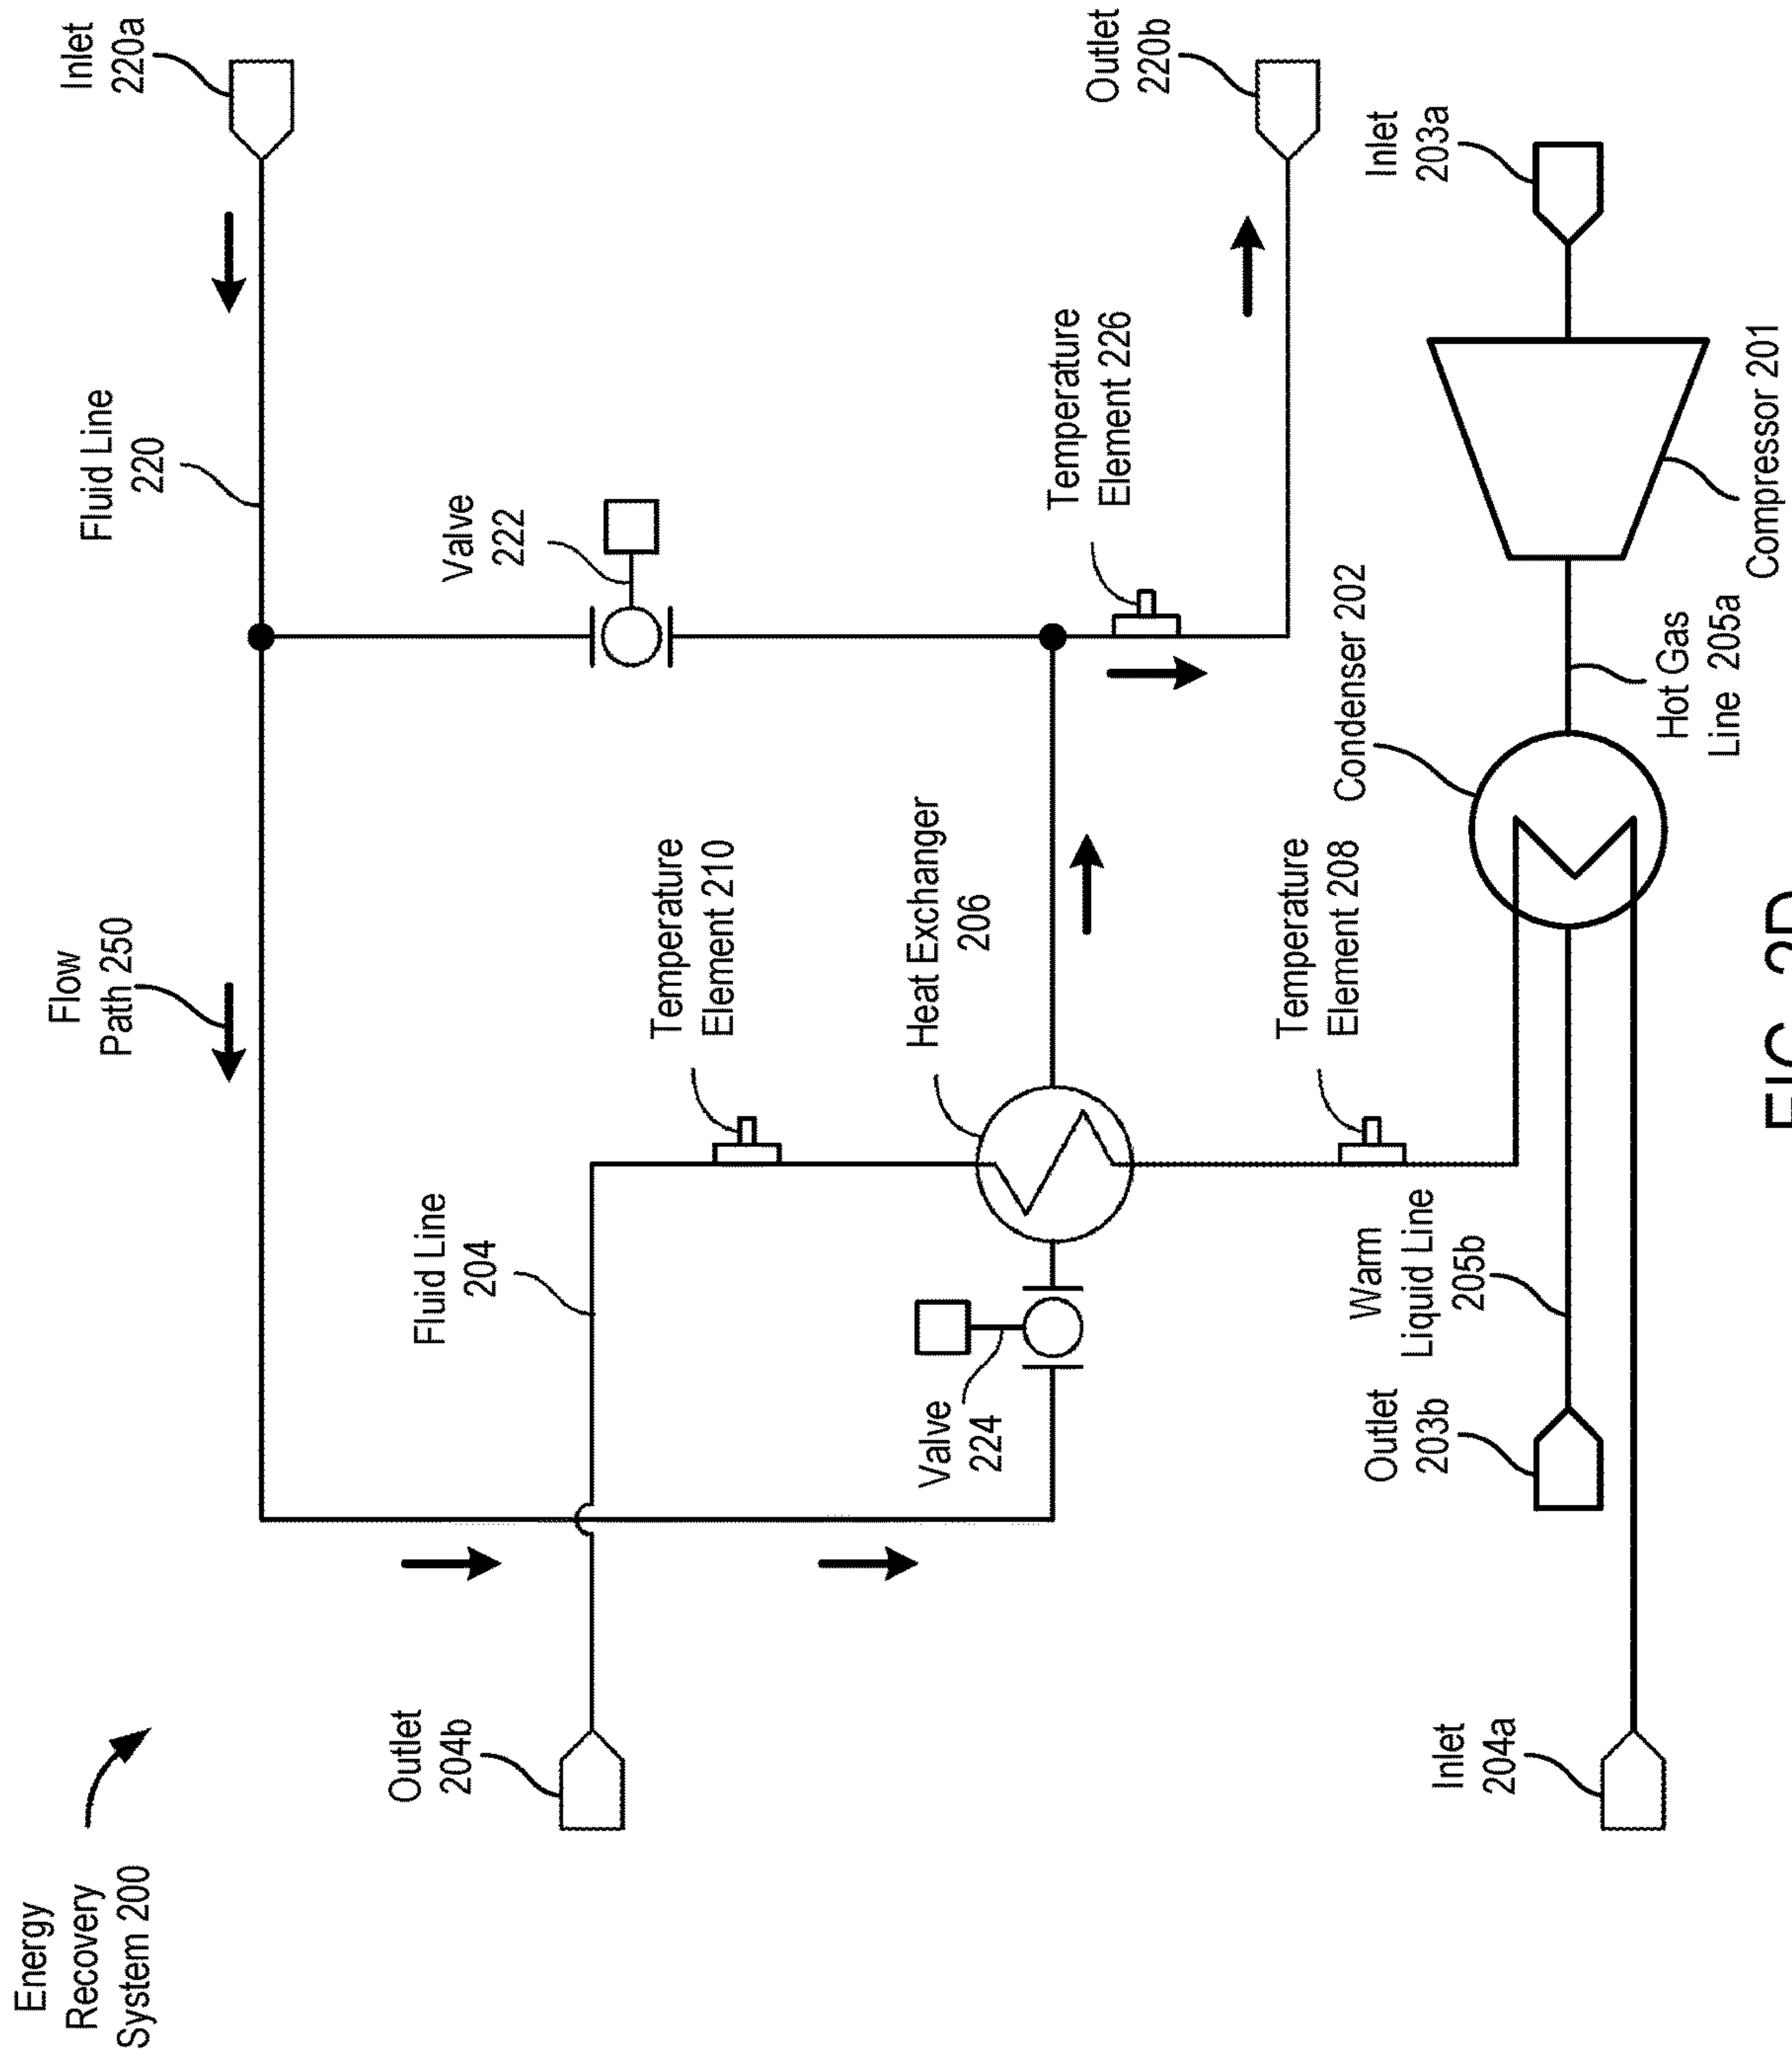 Energy
Recovery
System 200
Flow
Path 250
Fluid Line
220
Inlet
220a
Outlet
204b
Fluid Line
204
Temperature
Element 210
Valve
222
Valve
224
Heat Exchanger
206
Temperature
Element 226
Outlet
220b
Inlet
204a
Outlet
203b
Warm
Liquid Line
205b
Temperature
Element 208
Condenser 202
Hot Gas
Line 205a
Compressor 201
Inlet
203a